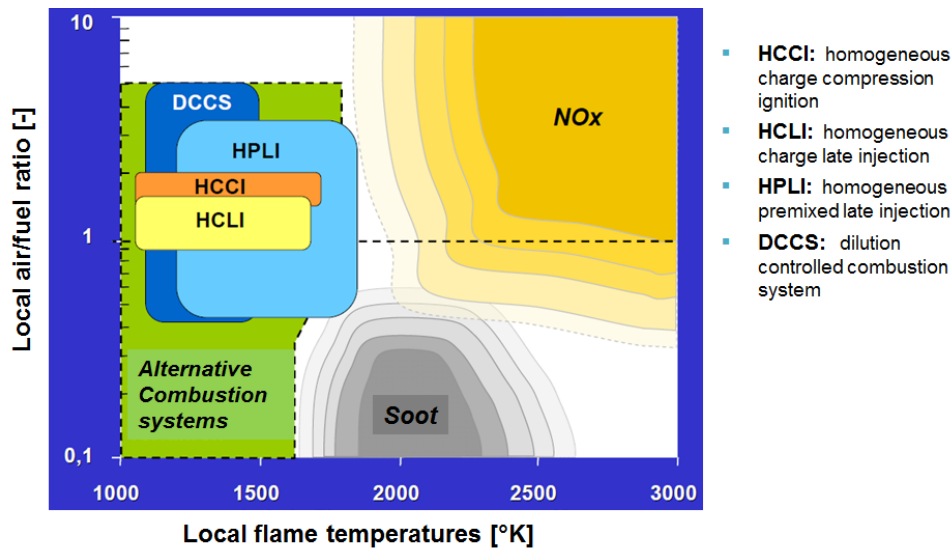 10
1
0,1
Local air/fuel ratio [-]
DCCS
HPLI
HCCI
HCLI
NOx
Alternative
Combustion
systems
Soot
1000
1500
2000
2500
3000
Local flame temperatures [°K]
HCCI: homogeneous
charge compression
ignition
HCLI: homogeneous
charge late injection
HPLI: homogeneous
premixed late injection
DCCS: dilution
controlled combustion
system